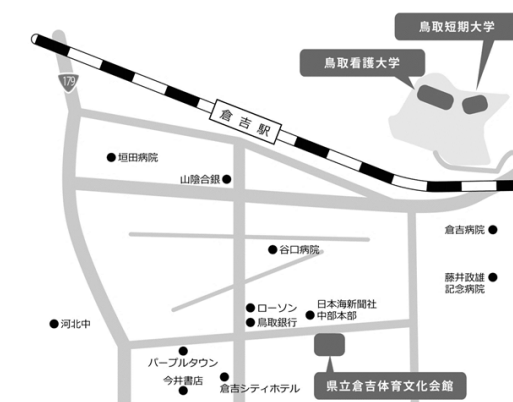 鳥取短期大学
鳥取看護大学
179
倉吉駅
垣田病院
山陰合銀
倉吉病院
谷口病院
藤井政雄
記念病院
日本海新聞社
中部本部
ローソン
鳥取銀行
河北中
パープルタウン
今井書店
倉吉シティホテル
県立倉吉体育文化会館